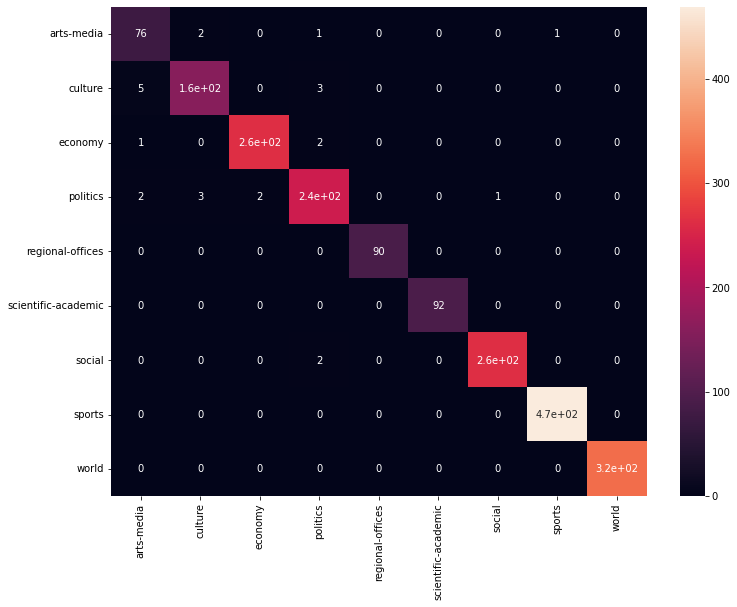 arts-media 76 2 0 1 0 0 0 1 0
culture 5 1.6e+02 0 3 0 0 0 0 0
economy 1 0 2.6e+02 2 0 0 0 0 0
politics 2 3 2 2.4e+02 0 0 1 0 0
regional-offices 0 0 0 0 90 0 0 0 0
scientific-academic 0 0 0 0 0 92 0 0 0
social 0 0 0 2 0 0 2.6e+02 0 0
sports 0 0 0 0 0 0 0 4.7e+02 0
world 0 0 0 0 0 0 0 0 3.2e+02
arts-media
culture
economy
politics
regional-offices
scientific-academic
social
sports
world
400
300
200
100
0